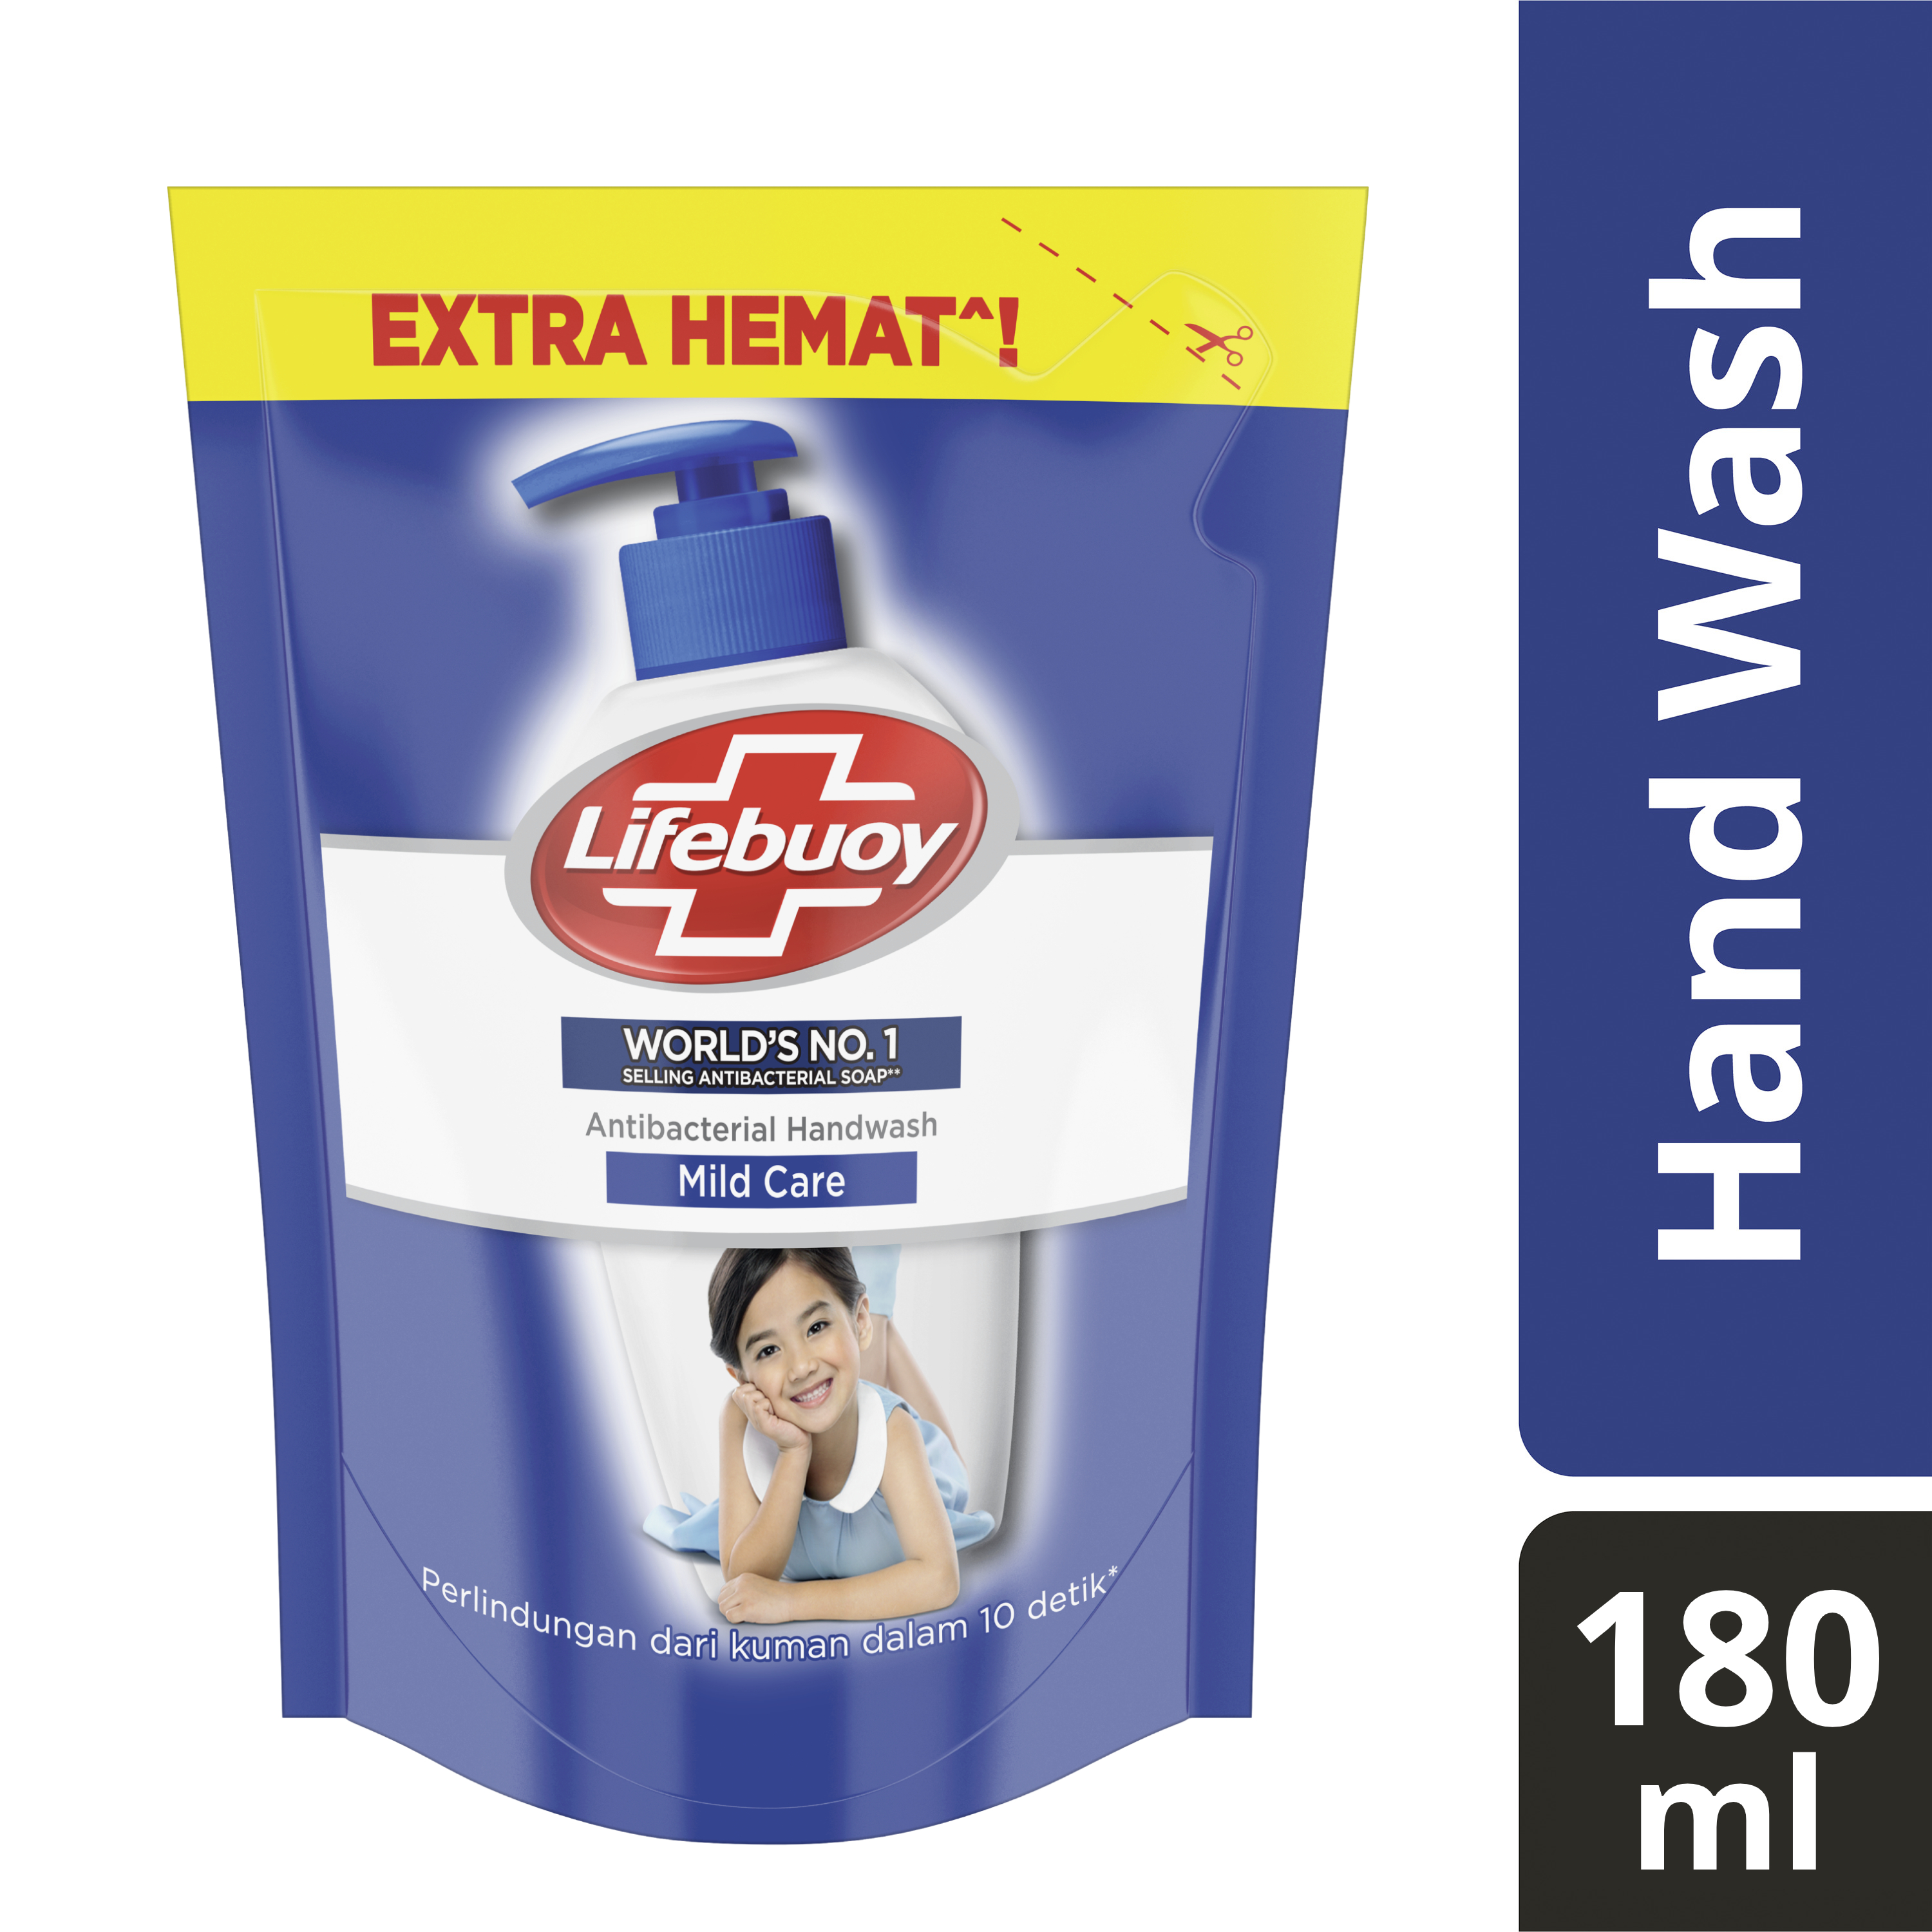 EXTRA HEMAT^!
Lifebuoy
WORLD'S NO. 1
SELLING ANTIBACTERIAL SOAP**
Antibacterial Handwash
Mild Care
Perlindungan dari kuman dalam 10 detik*
Hand Wash
180
ml